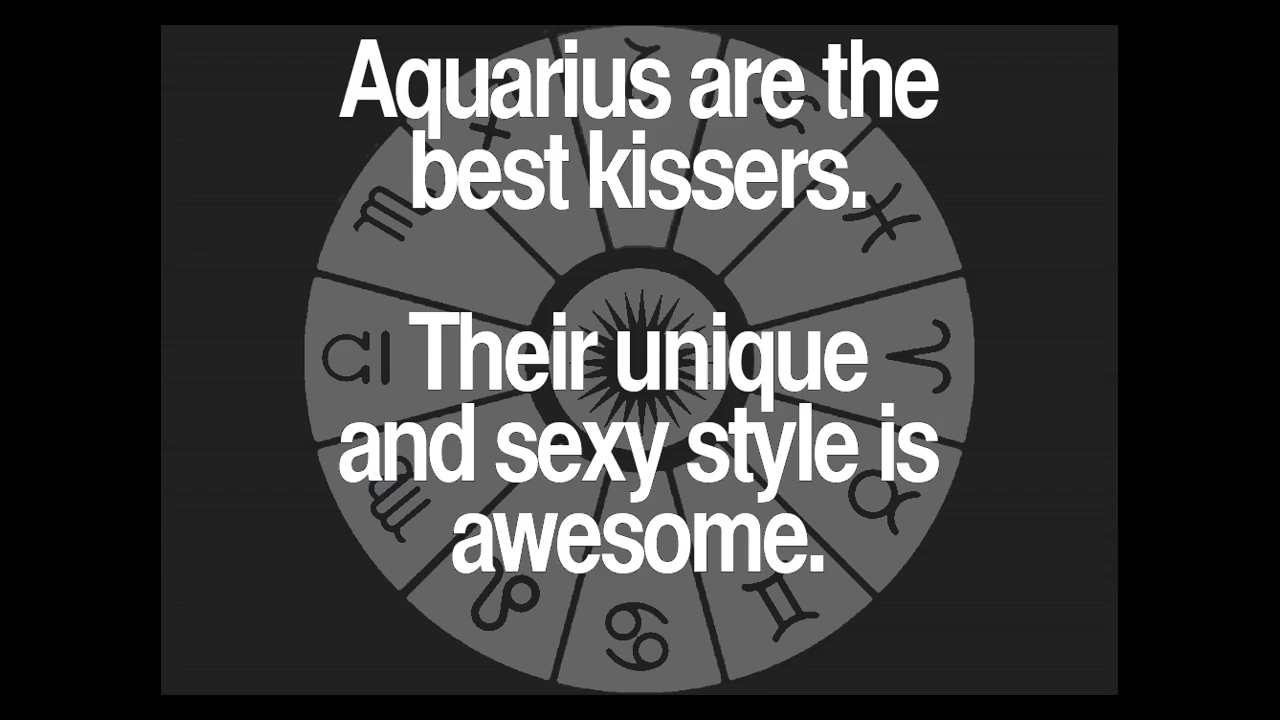 Aquarius are the
best kissers.
Their unique
and sexy style is
awesome.